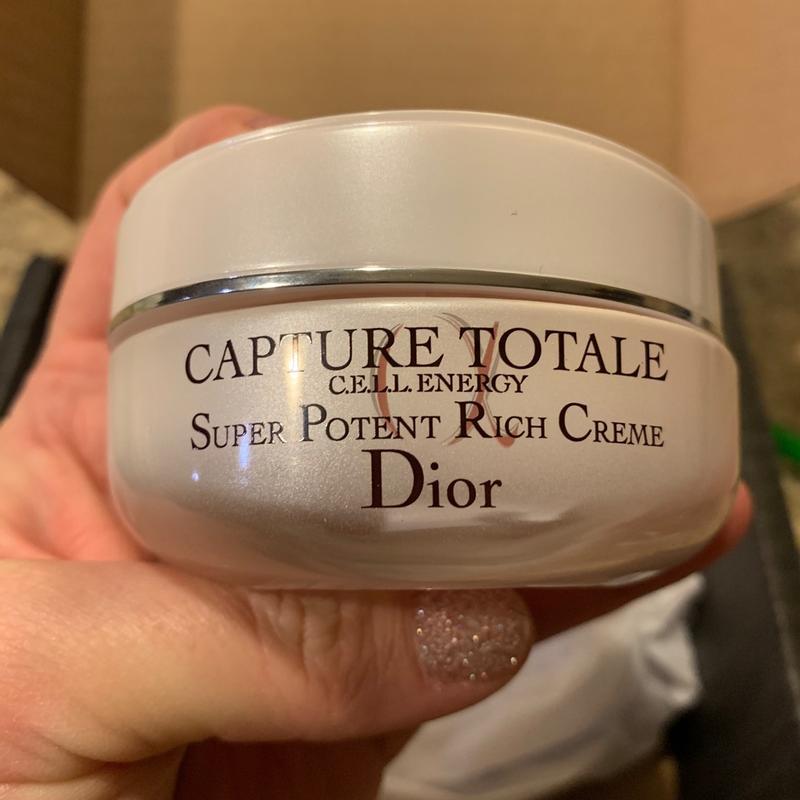 CAPTURE TOTALE
C.E.L.L. ENERGY
SUPER POTENT RICH CREME
Dior